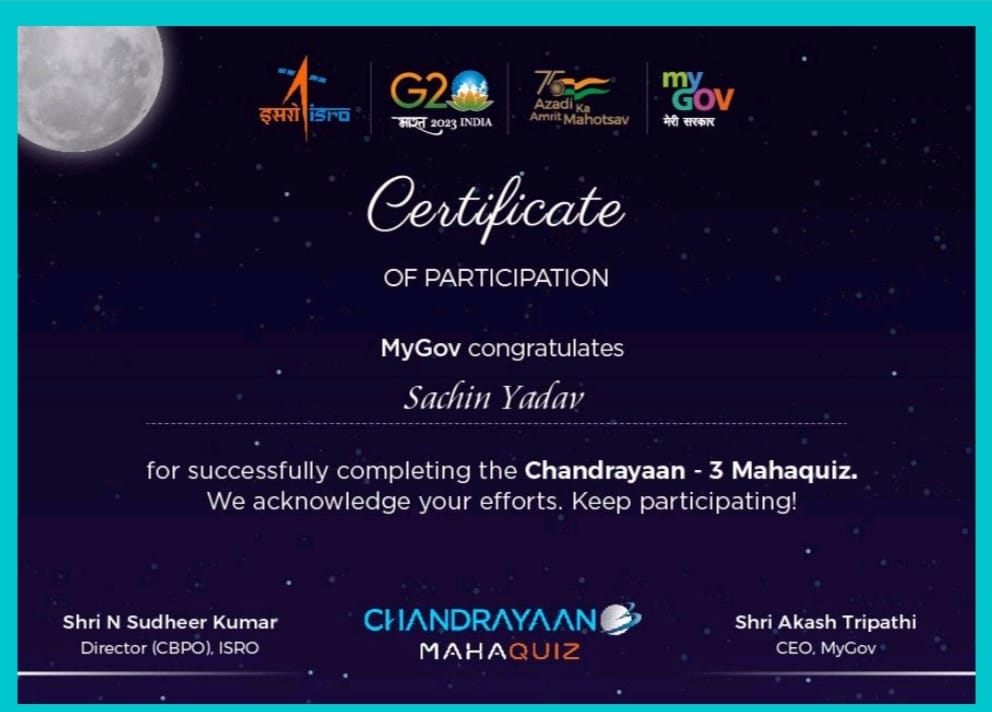 इसरो isro
G20
भारत 2023 INDIA
75
Azadi Ka
Amrit Mahotsav
my
GOV
मेरी सरकार
Certificate
OF PARTICIPATION
MyGov congratulates
Sachin Yadav
for successfully completing the Chandrayaan - 3 Mahaquiz.
We acknowledge your efforts. Keep participating!
Shri N Sudheer Kumar
Director (CBPO), ISRO
CHANDRAYAAN
MAHAQUIZ
Shri Akash Tripathi
CEO, MyGov